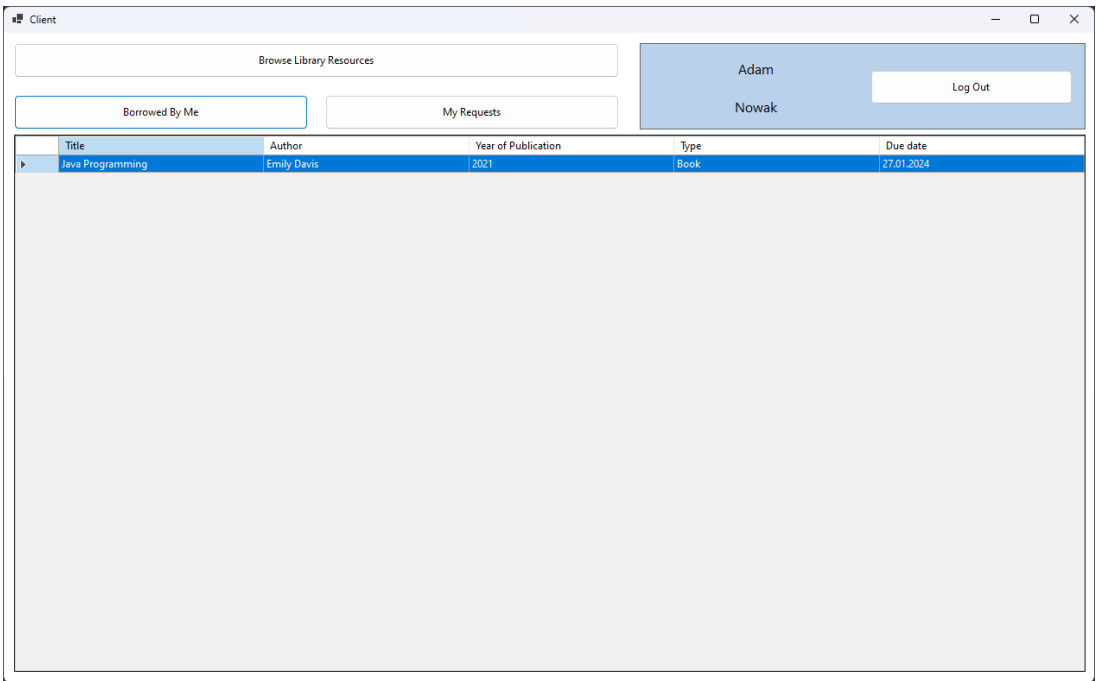 Client
Browse Library Resources
Adam
Log Out
Nowak
Borrowed By Me My Requests
Title Author Year of Publication Type Due date
Java Programming Emily Davis 2021 Book 27.01.2024